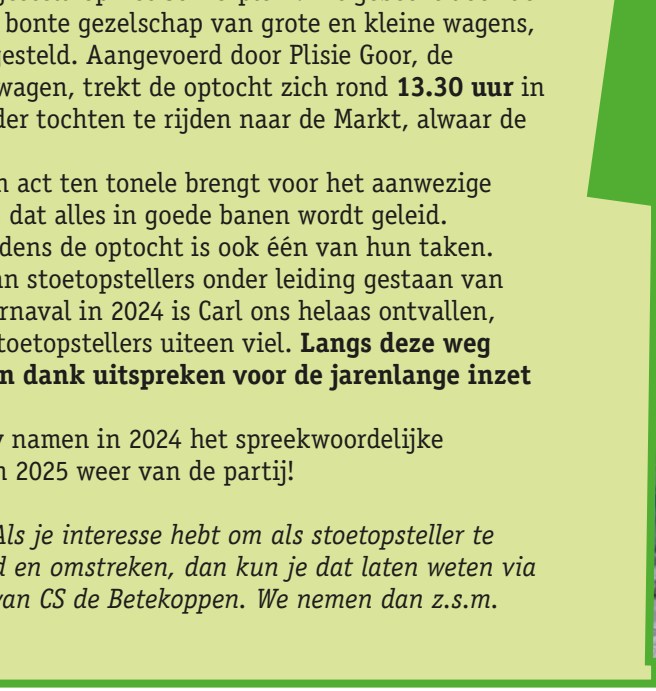 bonte gezelschap van grote en kleine wagens,
gesteld. Aangevoerd door Plisie Goor, de
wagen, trekt de optocht zich rond 13.30 uur in
der tochten te rijden naar de Markt, alwaar de
act ten tonele brengt voor het aanwezige
dat alles in goede banen wordt geleid.
dens de optocht is ook één van hun taken.
an stoetopstellers onder leiding gestaan van
rnaval in 2024 is Carl ons helaas ontvallen,
toetopstellers uiteen viel. Langs deze weg
n dank uitspreken voor de jarenlange inzet
namen in 2024 het spreekwoordelijke
n 2025 weer van de partij!
Als je interesse hebt om als stoetopsteller te
d en omstreken, dan kun je dat laten weten via
van CS de Betekoppen. We nemen dan z.s.m.